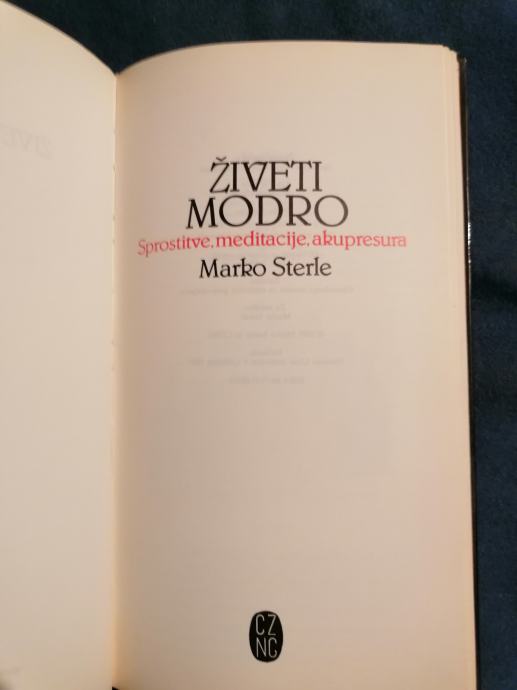 ŽIVETI
MODRO
Sprostitve, meditacije, akupresura
Marko Sterle
CZ
NC